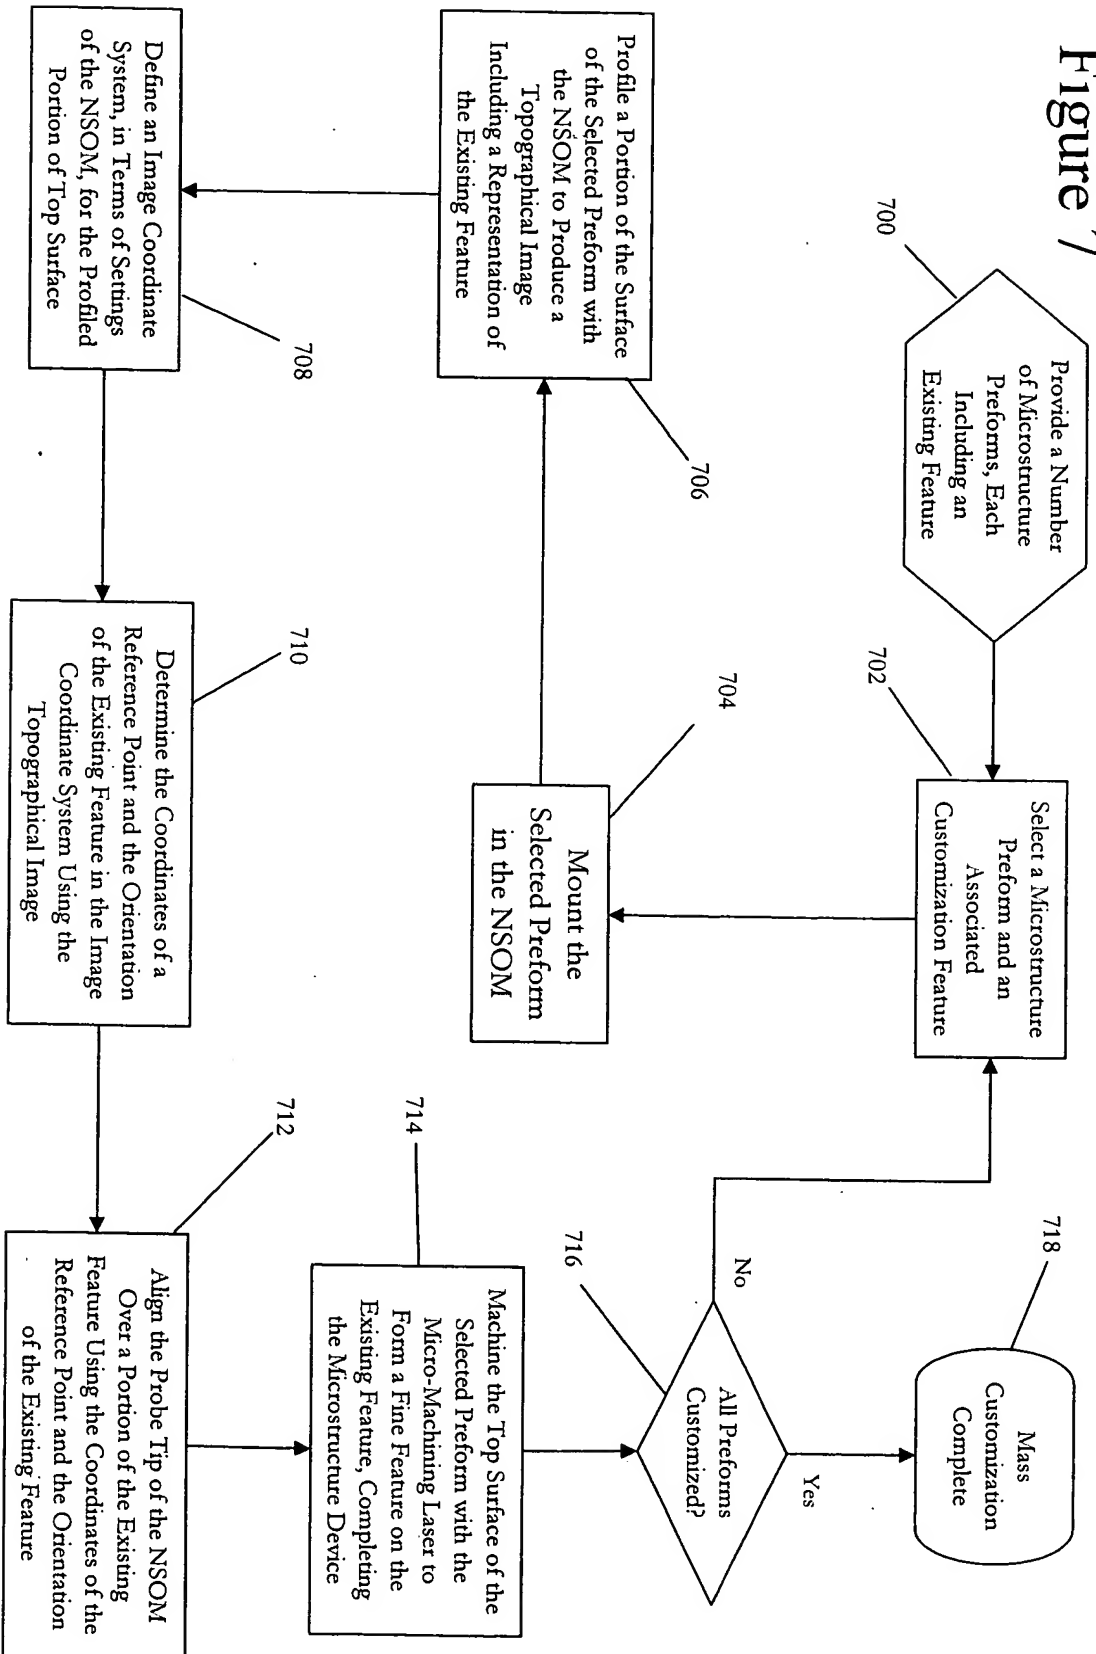 Figure 7
700
Provide a Number
of Microstructure
Preforms, Each
Including an
Existing Feature
702
Select a Microstructure
Preform and an
Associated
Customization Feature
704
Mount the
Selected Preform
in the NSOM
706
Profile a Portion of the Surface
of the Selected Preform with
the NSOM to Produce a
Topographical Image
Including a Representation of
the Existing Feature
708
Define an Image Coordinate
System, in Terms of Settings
of the NSOM, for the Profiled
Portion of Top Surface
710
Determine the Coordinates of a
Reference Point and the Orientation
of the Existing Feature in the Image
Coordinate System Using the
Topographical Image
712
Align the Probe Tip of the NSOM
Over a Portion of the Existing
Feature Using the Coordinates of the
Reference Point and the Orientation
of the Existing Feature
714
Machine the Top Surface of the
Selected Preform with the
Micro-Machining Laser to
Form a Fine Feature on the
Existing Feature, Completing
the Microstructure Device
716
All Preforms
Customized?
No
Yes
718
Mass
Customization
Complete